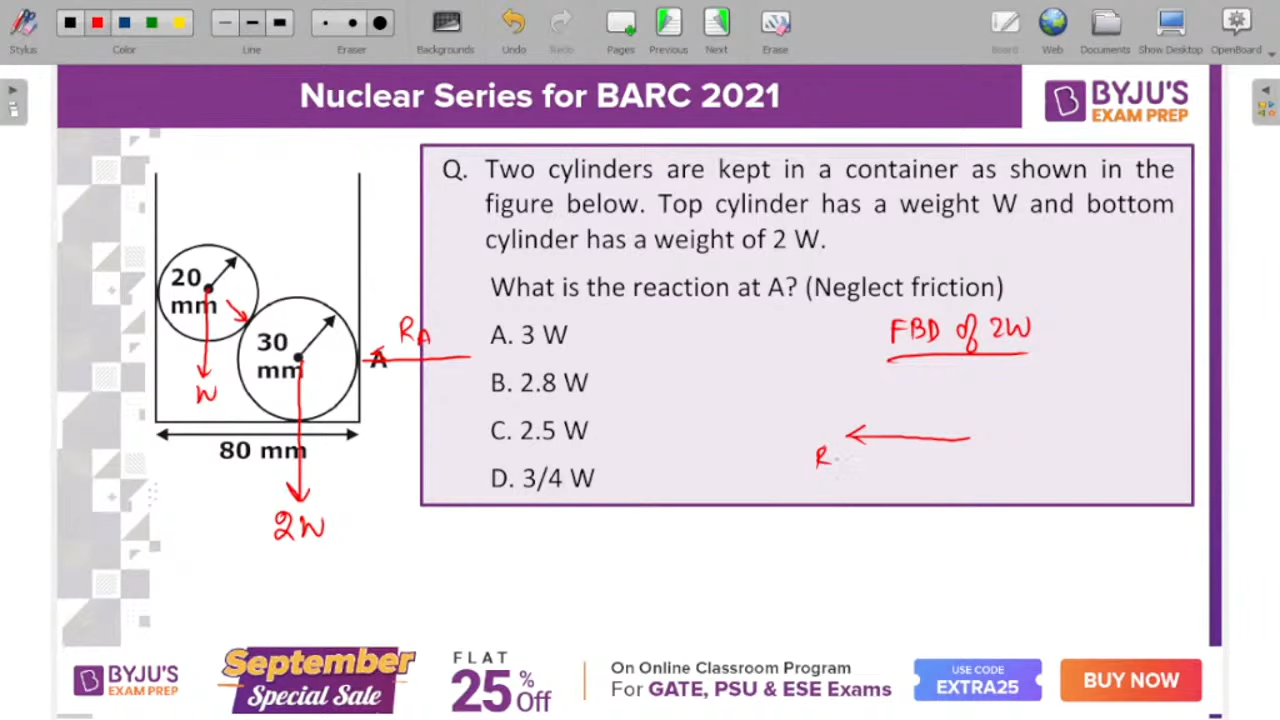 Stylus
Color
Line
Eraser
Backgrounds
Undo
Redo
Pages
Previous
Next
Erase
Board
Web
Documents
Show Desktop
OpenBoard
Nuclear Series for BARC 2021
BYJU'S
EXAM PREP
Q. Two cylinders are kept in a container as shown in the
figure below. Top cylinder has a weight W and bottom
cylinder has a weight of 2 W.
What is the reaction at A? (Neglect friction)
A. 3 W
B. 2.8 W
C. 2.5 W
D. 3/4 W
FBD of 2W
R
20
mm
30
mm
RA
A
W
80 mm
2W
BYJU'S
EXAM PREP
September
Special Sale
FLAT
25%
Off
On Online Classroom Program
For GATE, PSU & ESE Exams
USE CODE
EXTRA25
BUY NOW